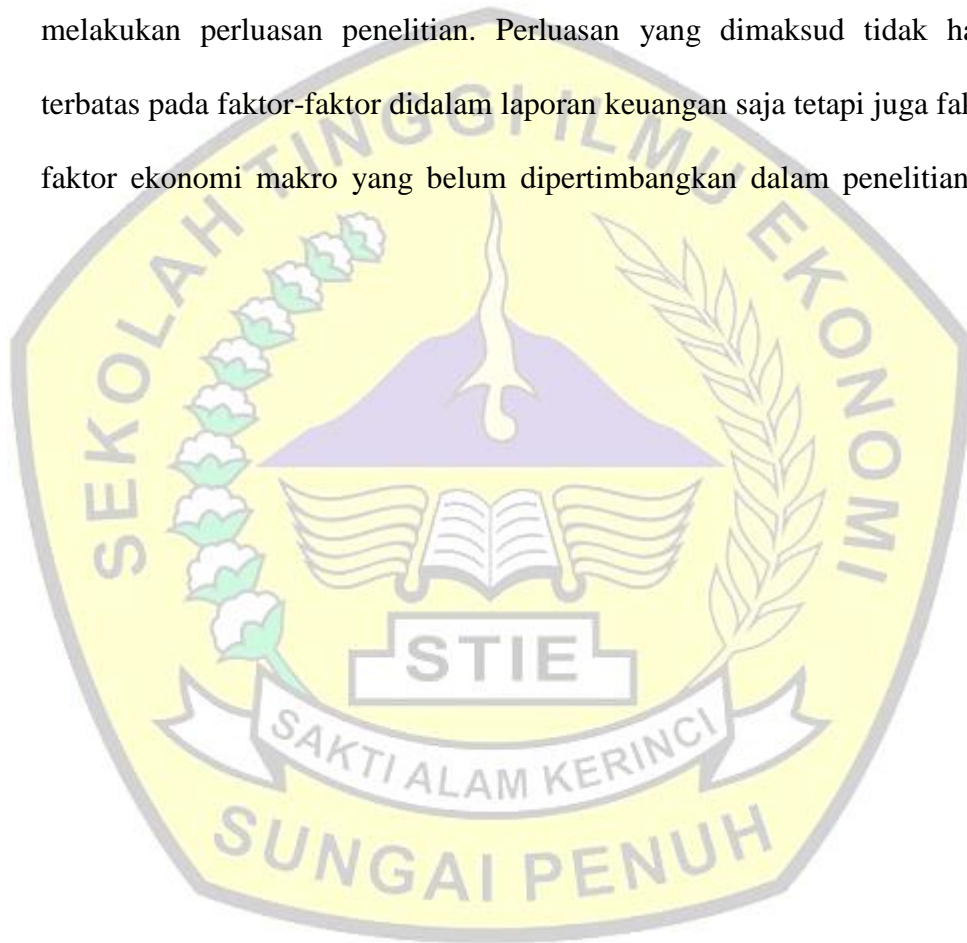 melakukan perluasan penelitian. Perluasan yang dimaksud tidak
terbatas pada faktor-faktor didalam laporan keuangan saja tetapi juga
faktor ekonomi makro yang belum dipertimbangkan dalam penelitian
SEKOLAH TINGGI ILMU EKONOMI
STIE
SAKTI ALAM KERINCI
SUNGAI PENUH